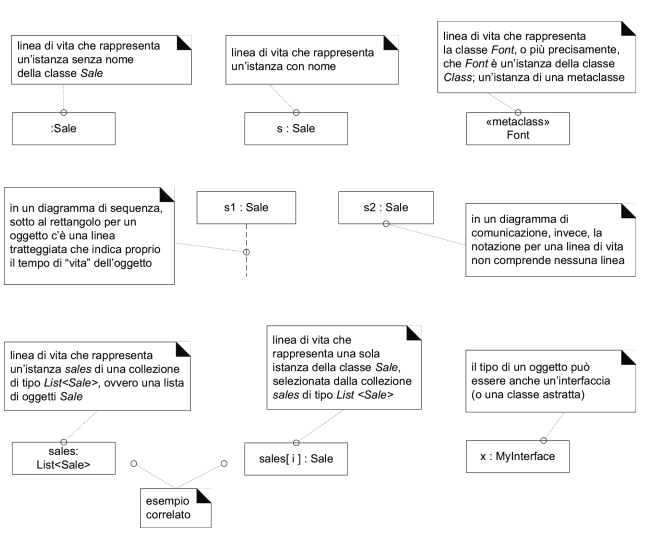 linea di vita che rappresenta
un'istanza senza nome
della classe Sale
:Sale
linea di vita che rappresenta
un'istanza con nome
s : Sale
linea di vita che rappresenta
la classe Font, o più precisamente,
che Font è un'istanza della classe
Class; un'istanza di una metaclasse
«metaclass»
Font
in un diagramma di sequenza,
sotto al rettangolo per un
oggetto c'è una linea
tratteggiata che indica proprio
il tempo di "vita" dell'oggetto
s1 : Sale
s2 : Sale
in un diagramma di
comunicazione, invece, la
notazione per una linea di vita
non comprende nessuna linea
linea di vita che rappresenta
un'istanza sales di una collezione
di tipo List<Sale>, ovvero una lista
di oggetti Sale
sales:
List<Sale>
linea di vita che
rappresenta una sola
istanza della classe Sale,
selezionata dalla collezione
sales di tipo List <Sale>
sales[ i ] : Sale
esempio
correlato
il tipo di un oggetto può
essere anche un'interfaccia
(o una classe astratta)
x : MyInterface